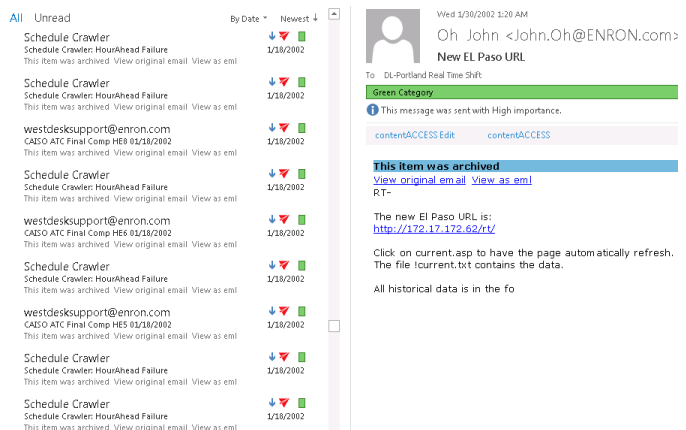 All Unread By Date Newest
Schedule Crawler
Schedule Crawler: HourAhead Failure 1/18/2002
This item was archived View original email View as eml
Schedule Crawler
Schedule Crawler: HourAhead Failure 1/18/2002
This item was archived View original email View as eml
westdesksupport@enron.com
CAISO ATC Final Comp HE8 01/18/2002 1/18/2002
This item was archived View original email View as eml
Schedule Crawler
Schedule Crawler: HourAhead Failure 1/18/2002
This item was archived View original email View as eml
westdesksupport@enron.com
CAISO ATC Final Comp HE6 01/18/2002 1/18/2002
This item was archived View original email View as eml
Schedule Crawler
Schedule Crawler: HourAhead Failure 1/18/2002
This item was archived View original email View as eml
westdesksupport@enron.com
CAISO ATC Final Comp HE5 01/18/2002 1/18/2002
This item was archived View original email View as eml
Schedule Crawler
Schedule Crawler: HourAhead Failure 1/18/2002
This item was archived View original email View as eml
Schedule Crawler
Schedule Crawler: HourAhead Failure 1/18/2002
This item was archived View original email View as eml
Wed 1/30/2002 1:20 AM
Oh John <John.Oh@ENRON.com>
New EL Paso URL
To DL-Portland Real Time Shift
Green Category
This message was sent with High importance.
contentACCESS Edit contentACCESS
This item was archived
View original email View as eml
RT-
The new El Paso URL is:
http://172.17.172.62/rt/
Click on current.asp to have the page automatically refresh.
The file !current.txt contains the data.
All historical data is in the fo